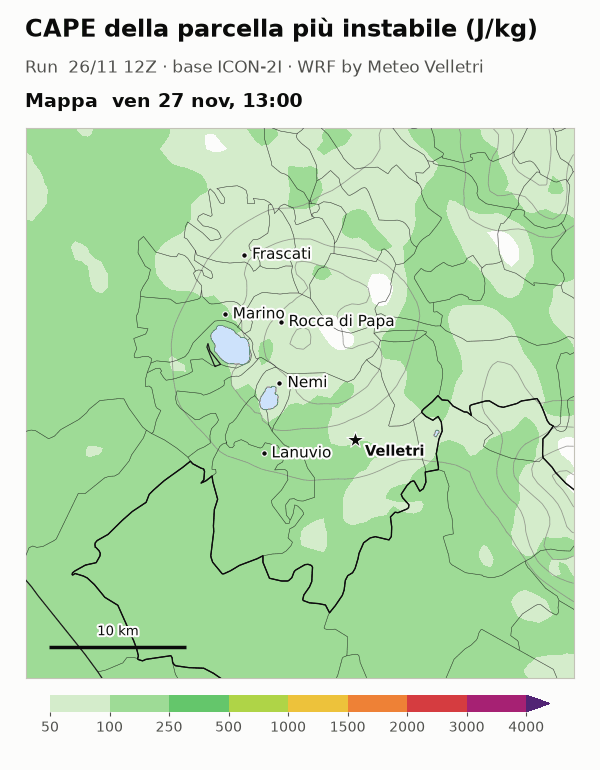 CAPE della parcella più instabile (J/kg)
Run  26/11 12Z · base ICON-2I · WRF by Meteo Velletri
Mappa  ven 27 nov, 13:00
Frascati
Marino
Rocca di Papa
Nemi
Velletri
Lanuvio
10 km
50 100 250 500 1000 1500 2000 3000 4000